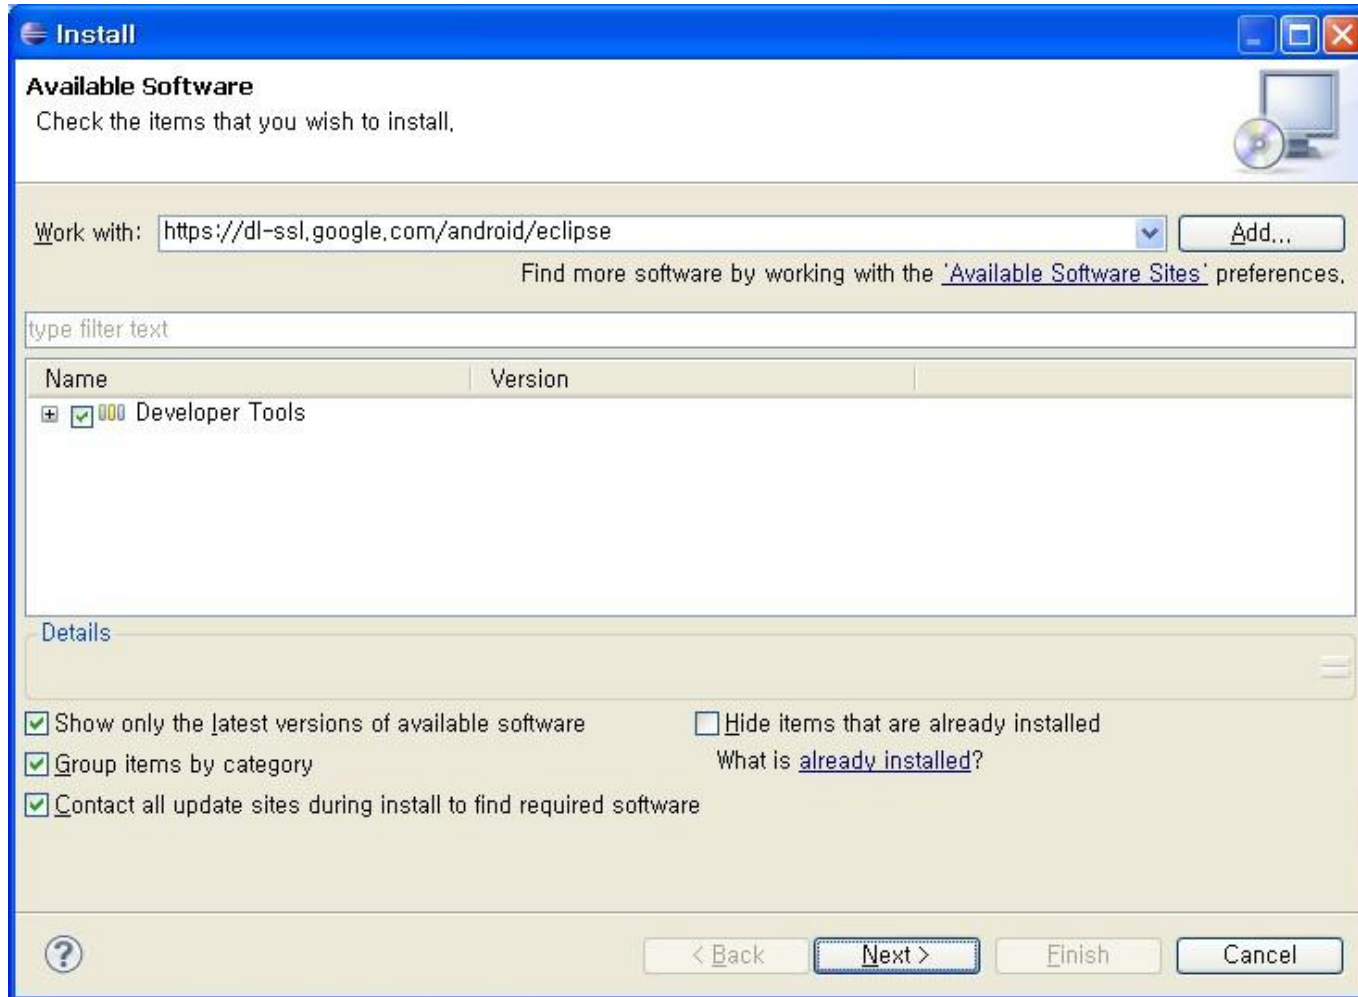 Install
Available Software
Check the items that you wish to install.
Work with: https://dl-ssl.google.com/android/eclipse Add...
Find more software by working with the 'Available Software Sites' preferences.
type filter text
Name Version
Developer Tools
Details
Show only the latest versions of available software Hide items that are already installed
Group items by category What is already installed?
Contact all update sites during install to find required software
? < Back Next > Finish Cancel